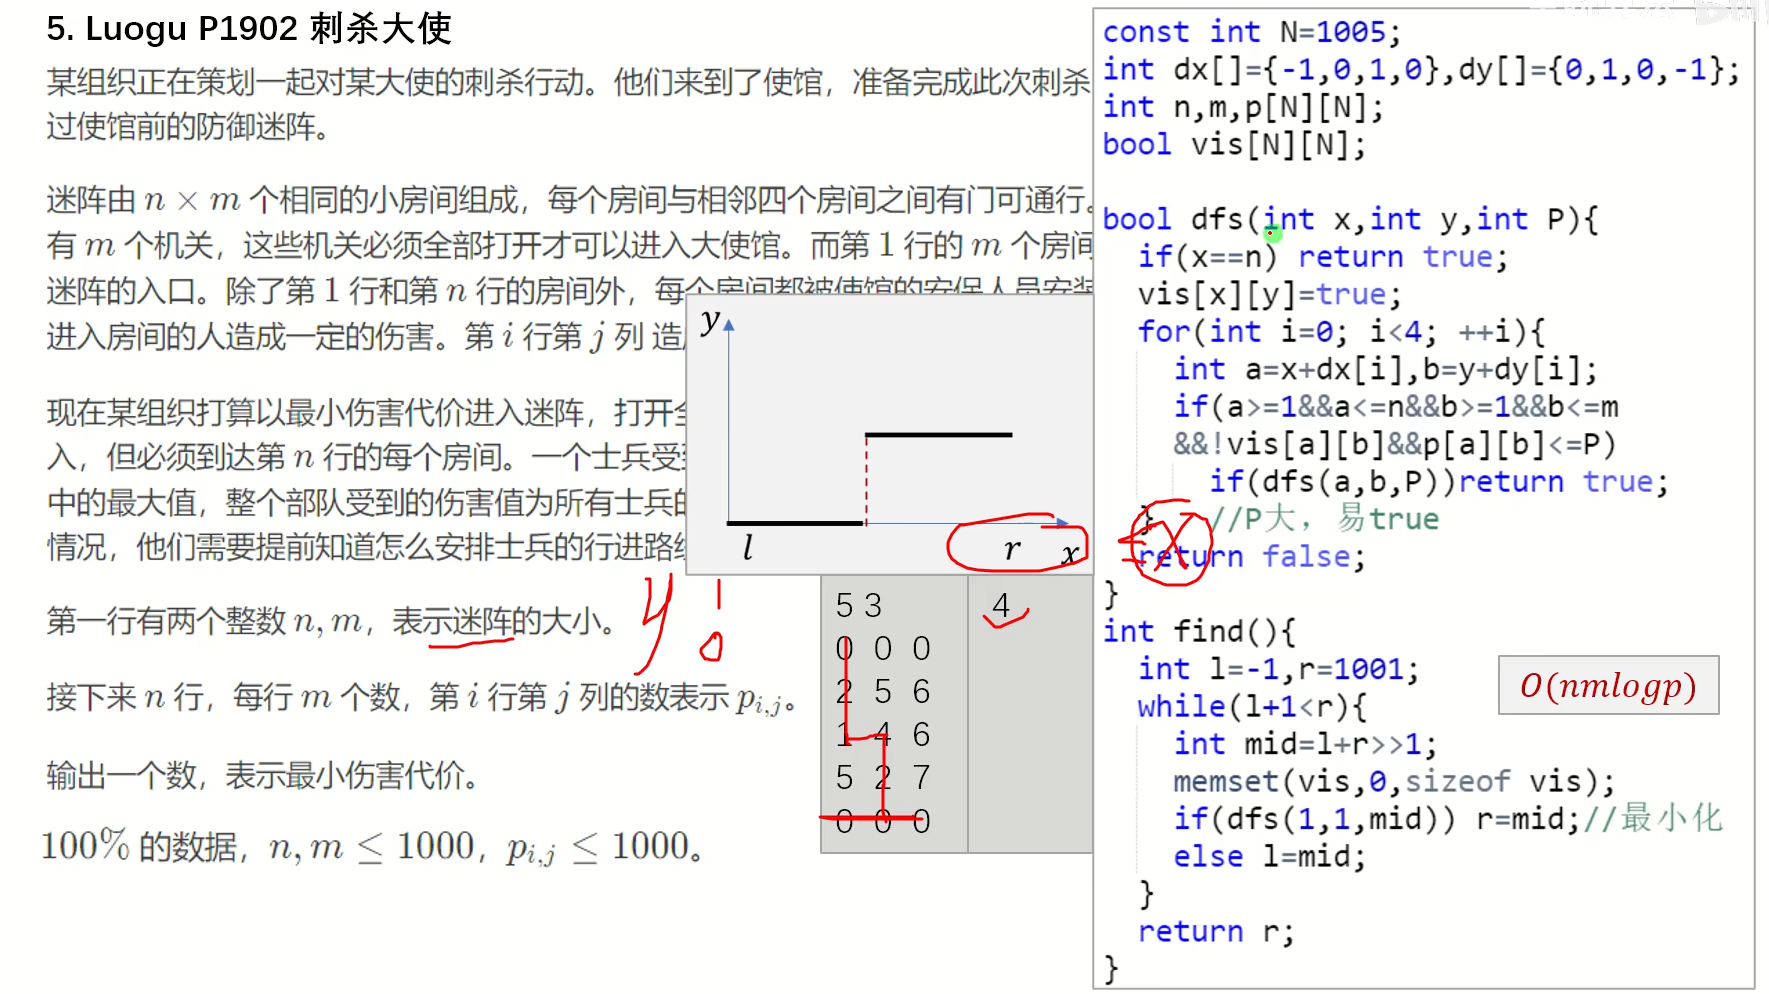 5. Luogu P1902 刺杀大使
某组织正在策划一起对某大使的刺杀行动。他们来到了使馆，准备完成此次刺杀
过使馆前的防御迷阵。
迷阵由 n × m 个相同的小房间组成，每个房间与相邻四个房间之间有门可通行。
有 m 个机关，这些机关必须全部打开才可以进入大使馆。而第 1 行的 m 个房间
迷阵的入口。除了第 1 行和第 n 行的房间外，每个房间都被使馆的安保人员安装
进入房间的人造成一定的伤害。第 i 行第 j 列 造
现在某组织打算以最小伤害代价进入迷阵，打开全
入，但必须到达第 n 行的每个房间。一个士兵受到
中的最大值，整个部队受到的伤害值为所有士兵的
情况，他们需要提前知道怎么安排士兵的行进路线
第一行有两个整数 n, m，表示迷阵的大小。
接下来 n 行，每行 m 个数，第 i 行第 j 列的数表示 p_{i,j}。
输出一个数，表示最小伤害代价。
100% 的数据，n, m ≤ 1000，p_{i,j} ≤ 1000。
y
l r x
y 1
0
5 3
0 0 0
2 5 6
1 4 6
5 2 7
0 0 0
4
const int N=1005;
int dx[]={-1,0,1,0},dy[]={0,1,0,-1};
int n,m,p[N][N];
bool vis[N][N];
bool dfs(int x,int y,int P){
if(x==n) return true;
vis[x][y]=true;
for(int i=0; i<4; ++i){
int a=x+dx[i],b=y+dy[i];
if(a>=1&&a<=n&&b>=1&&b<=m
&&!vis[a][b]&&p[a][b]<=P)
if(dfs(a,b,P))return true;
} //P大，易true
return false;
}
int find(){
int l=-1,r=1001;
while(l+1<r){
int mid=l+r>>1;
memset(vis,0,sizeof vis);
if(dfs(1,1,mid)) r=mid;//最小化
else l=mid;
}
return r;
}
O(nmlogp)